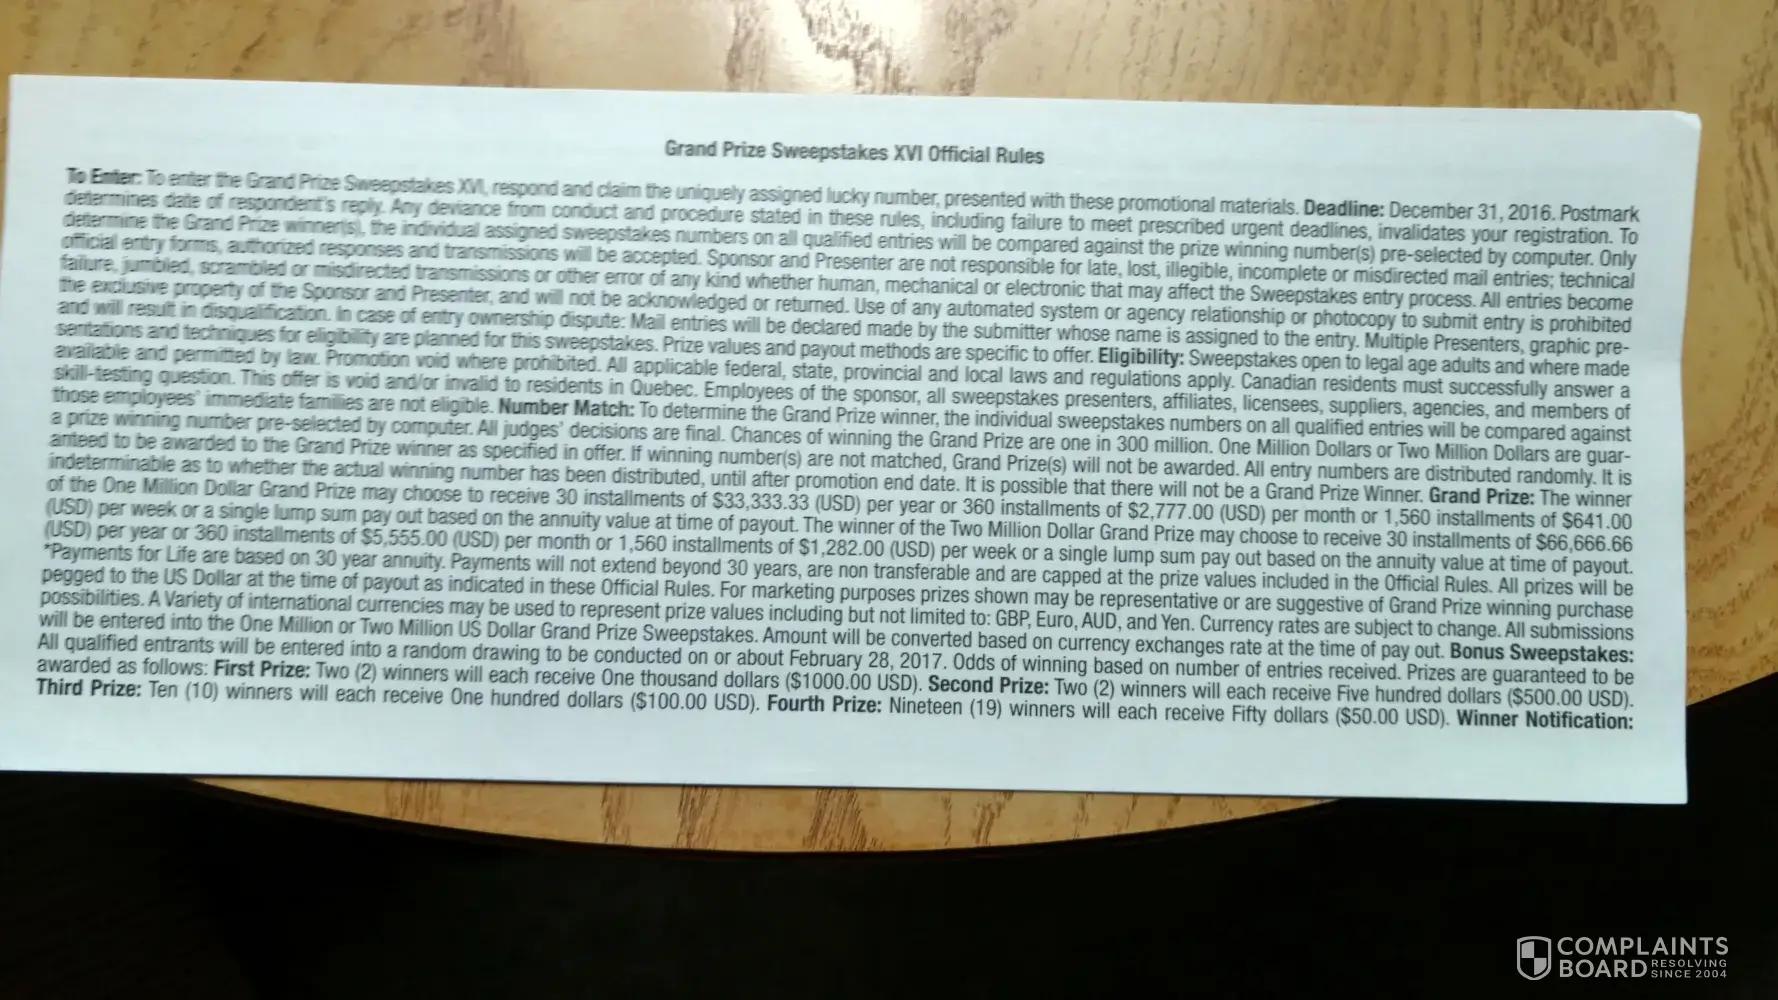 Grand Prize Sweepstakes XVI Official Rules
To Enter: To enter the Grand Prize Sweepstakes XVI, respond and claim the uniquely assigned lucky number, presented with these promotional materials. Deadline: December 31, 2016. Postmark
determines date of respondent's reply. Any deviance from conduct and procedure stated in these rules, including failure to meet prescribed urgent deadlines, invalidates your registration. To
determine the Grand Prize winner(s), the individual assigned sweepstakes numbers on all qualified entries will be compared against the prize winning number(s) pre-selected by computer. Only
official entry forms, authorized responses and transmissions will be accepted. Sponsor and Presenter are not responsible for late, lost, illegible, incomplete or misdirected mail entries; technical
failure, jumbled, scrambled or misdirected transmissions or other error of any kind whether human, mechanical or electronic that may affect the Sweepstakes entry process. All entries become
the exclusive property of the Sponsor and Presenter, and will not be acknowledged or returned. Use of any automated system or agency relationship or photocopy to submit entry is prohibited
and will result in disqualification. In case of entry ownership dispute: Mail entries will be declared made by the submitter whose name is assigned to the entry. Multiple Presenters, graphic pre-
sentations and techniques for eligibility are planned for this sweepstakes. Prize values and payout methods are specific to offer. Eligibility: Sweepstakes open to legal age adults and where made
available and permitted by law. Promotion void where prohibited. All applicable federal, state, provincial and local laws and regulations apply. Canadian residents must successfully answer a
skill-testing question. This offer is void and/or invalid to residents in Quebec. Employees of the sponsor, all sweepstakes presenters, affiliates, licensees, suppliers, agencies, and members of
those employees' immediate families are not eligible. Number Match: To determine the Grand Prize winner, the individual sweepstakes numbers on all qualified entries will be compared against
a prize winning number pre-selected by computer. All judges' decisions are final. Chances of winning the Grand Prize are one in 300 million. One Million Dollars or Two Million Dollars are guar-
anteed to be awarded to the Grand Prize winner as specified in offer. If winning number(s) are not matched, Grand Prize(s) will not be awarded. All entry numbers are distributed randomly. It is
indeterminable as to whether the actual winning number has been distributed, until after promotion end date. It is possible that there will not be a Grand Prize Winner. Grand Prize: The winner
of the One Million Dollar Grand Prize may choose to receive 30 installments of $33,333.33 (USD) per year or 360 installments of $2,777.00 (USD) per month or 1,560 installments of $641.00
(USD) per week or a single lump sum pay out based on the annuity value at time of payout. The winner of the Two Million Dollar Grand Prize may choose to receive 30 installments of $66,666.66
(USD) per year or 360 installments of $5,555.00 (USD) per month or 1,560 installments of $1,282.00 (USD) per week or a single lump sum pay out based on the annuity value at time of payout.
*Payments for Life are based on 30 year annuity. Payments will not extend beyond 30 years, are non transferable and are capped at the prize values included in the Official Rules. All prizes will be
pegged to the US Dollar at the time of payout as indicated in these Official Rules. For marketing purposes prizes shown may be representative or are suggestive of Grand Prize winning purchase
possibilities. A Variety of international currencies may be used to represent prize values including but not limited to: GBP, Euro, AUD, and Yen. Currency rates are subject to change. All submissions
will be entered into the One Million or Two Million US Dollar Grand Prize Sweepstakes. Amount will be converted based on currency exchanges rate at the time of pay out. Bonus Sweepstakes:
All qualified entrants will be entered into a random drawing to be conducted on or about February 28, 2017. Odds of winning based on number of entries received. Prizes are guaranteed to be
awarded as follows: First Prize: Two (2) winners will each receive One thousand dollars ($1000.00 USD). Second Prize: Two (2) winners will each receive Five hundred dollars ($500.00 USD).
Third Prize: Ten (10) winners will each receive One hundred dollars ($100.00 USD). Fourth Prize: Nineteen (19) winners will each receive Fifty dollars ($50.00 USD). Winner Notification:
COMPLAINTS
BOARD RESOLVING SINCE 2004